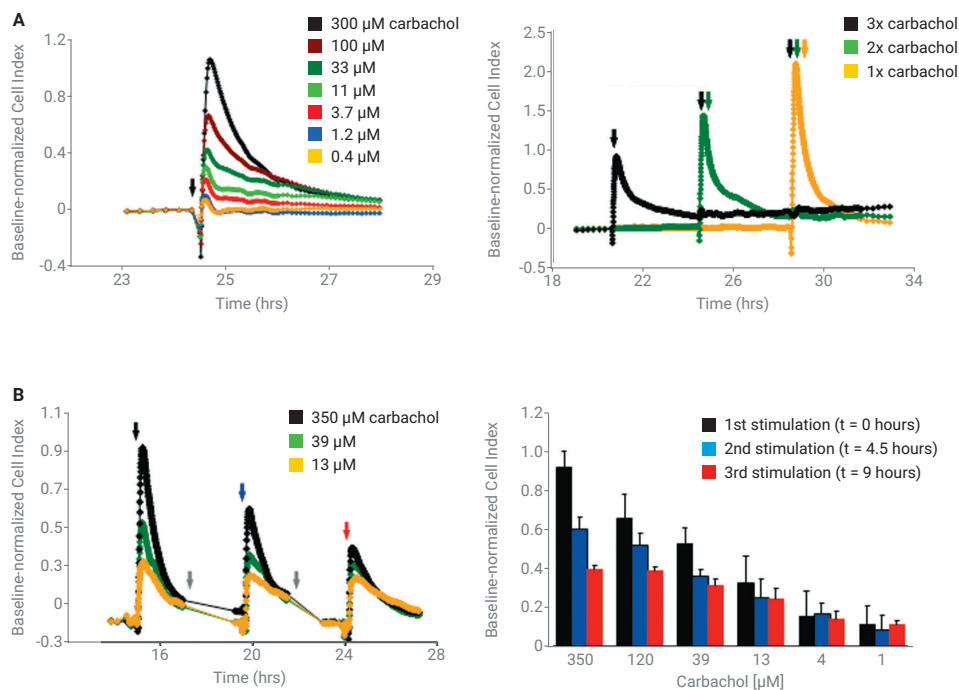 A
300 µM carbachol
100 µM
33 µM
11 µM
3.7 µM
1.2 µM
0.4 µM
Baseline-normalized Cell Index
1.2
0.8
0.4
0
-0.4
23
25
27
29
Time (hrs)
3x carbachol
2x carbachol
1x carbachol
Baseline-normalized Cell Index
2.5
2.0
1.5
1.0
0.5
0
-0.5
18
22
26
30
34
Time (hrs)
B
350 µM carbachol
39 µM
13 µM
Baseline-normalized Cell Index
1.1
0.7
0.5
0.3
0
-0.3
16
20
24
28
Time (hrs)
1st stimulation (t = 0 hours)
2nd stimulation (t = 4.5 hours)
3rd stimulation (t = 9 hours)
Baseline-normalized Cell Index
1.2
1.0
0.8
0.6
0.4
0.2
0
350
120
39
13
4
1
Carbachol [µM]